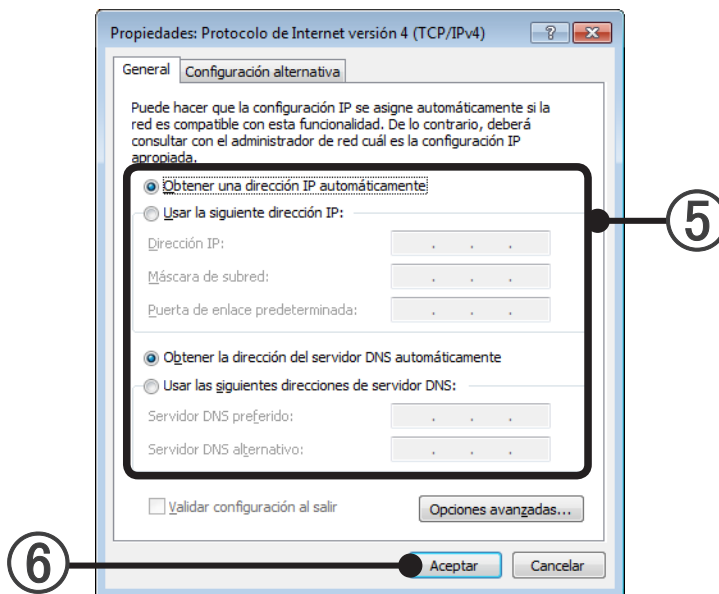 Propiedades: Protocolo de Internet versión 4 (TCP/IPv4)
General
Configuración alternativa
Puede hacer que la configuración IP se asigne automáticamente si la
red es compatible con esta funcionalidad. De lo contrario, deberá
consultar con el administrador de red cuál es la configuración IP
apropiada.
Obtener una dirección IP automáticamente
Usar la siguiente dirección IP:
5
Dirección IP:
Máscara de subred:
Puerta de enlace predeterminada:
Obtener la dirección del servidor DNS automáticamente
Usar las siguientes direcciones de servidor DNS:
Servidor DNS preferido:
Servidor DNS alternativo:
Validar configuración al salir
Opciones avanzadas...
6
Aceptar
Cancelar